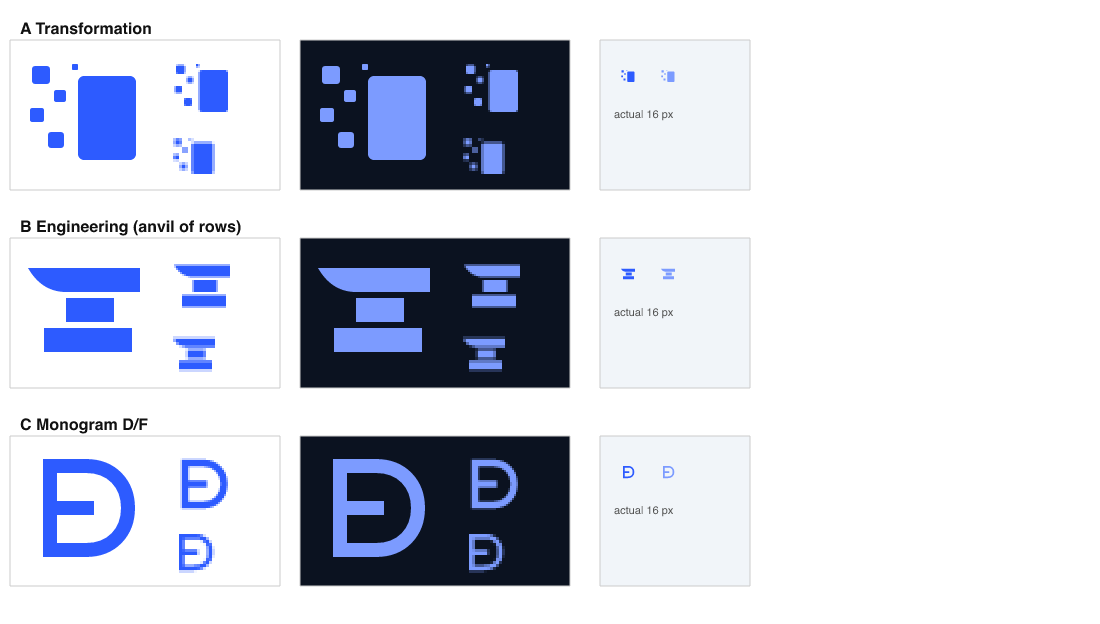 A Transformation
actual 16 px
B Engineering (anvil of rows)
actual 16 px
C Monogram D/F
actual 16 px